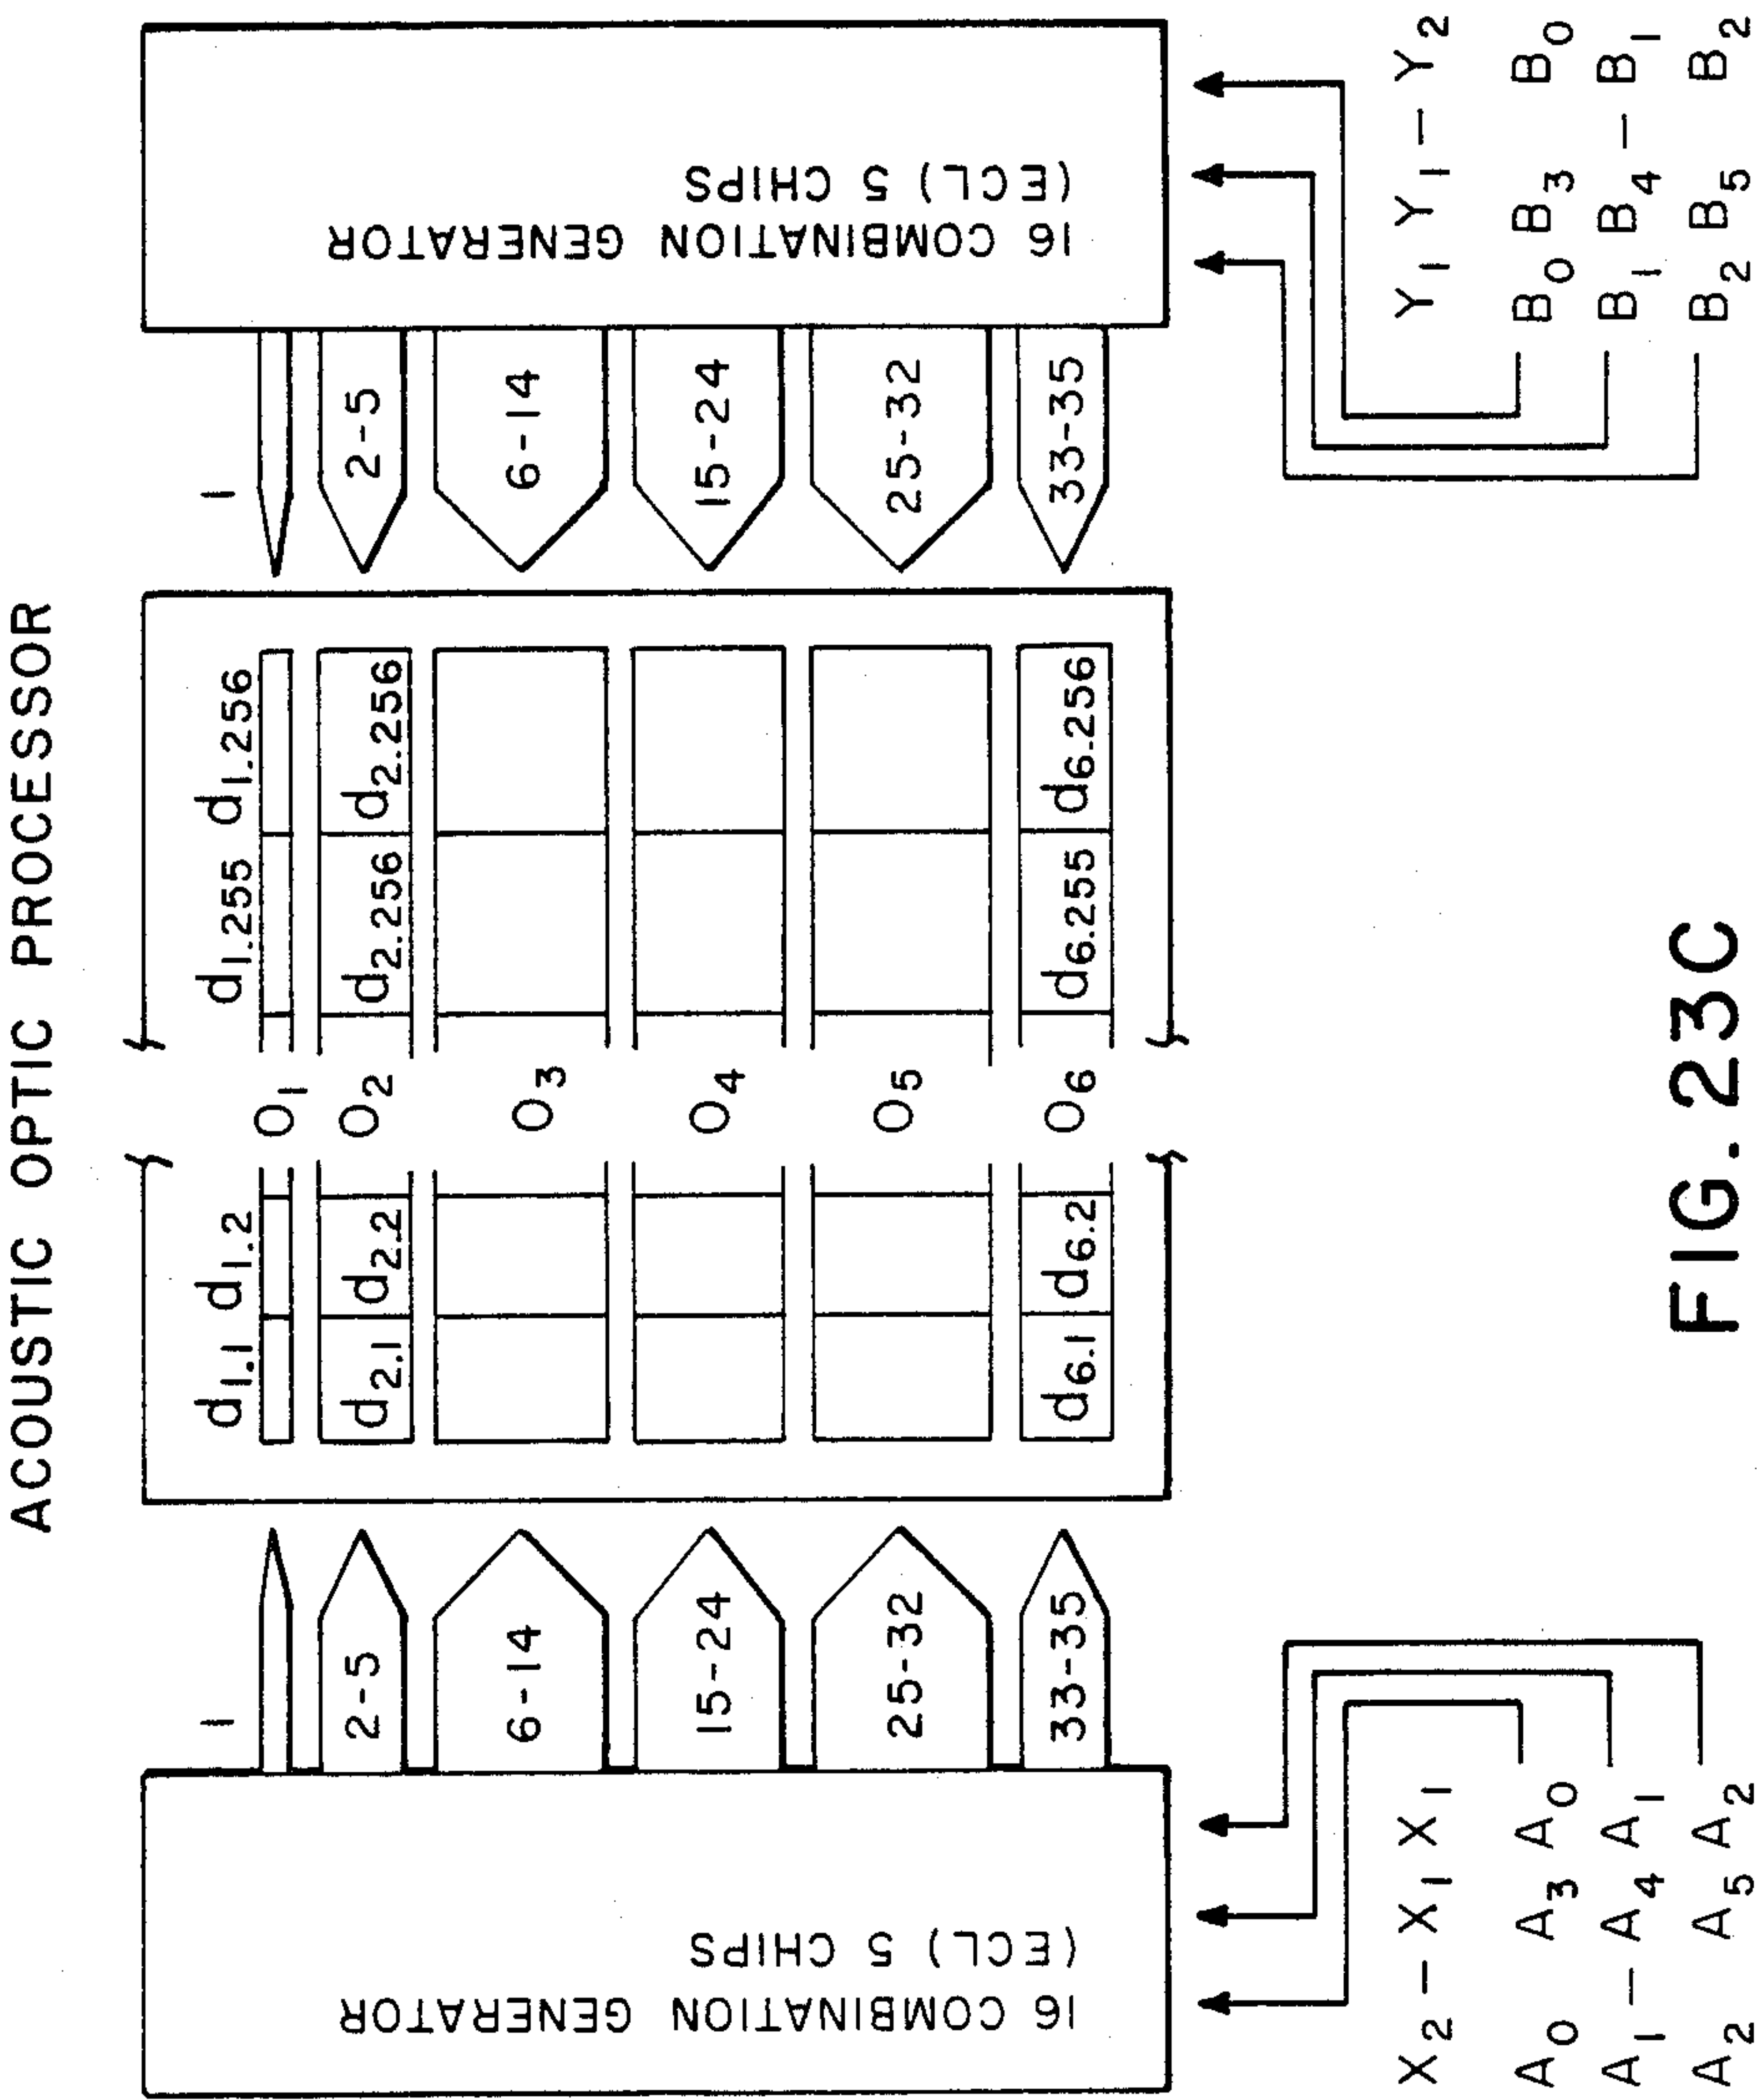 ACOUSTIC OPTIC PROCESSOR
16 COMBINATION GENERATOR
(ECL) 5 CHIPS
1
2-5
6-14
15-24
25-32
33-35
d1.1 d1.2 d1.255 d1.256
O1
d2.1 d2.2 O2 d2.256 d2.256
O3
O4
O5
d6.1 d6.2 O6 d6.255 d6.256
1
2-5
6-14
15-24
25-32
33-35
16 COMBINATION GENERATOR
(ECL) 5 CHIPS
X2 – X1 X1
A0 A3 A0
A1 – A4 A1
A2 A5 A2
Y1 Y1 – Y2
B0 B3 B0
B1 B4 – B1
B2 B5 B2
FIG. 23C